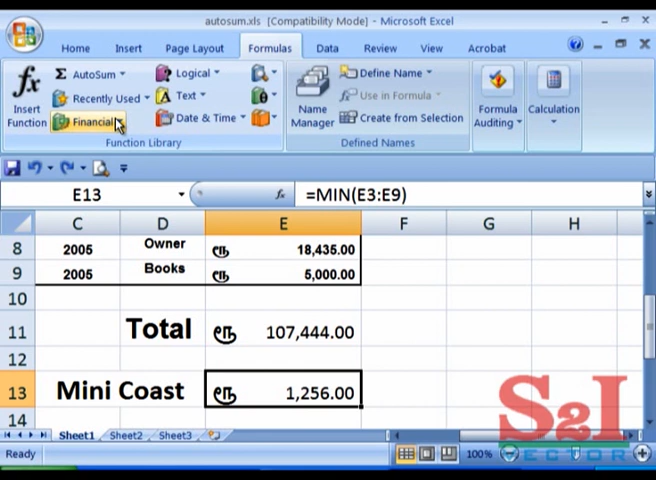 autosum.xls [Compatibility Mode] - Microsoft Excel
Home Insert Page Layout Formulas Data Review View Acrobat
fx Insert Function
Σ AutoSum
Recently Used
Financial
Logical
Text
Date & Time
Function Library
Name Manager
Define Name
Use in Formula
Create from Selection
Defined Names
Formula Auditing
Calculation
E13 fx =MIN(E3:E9)
C D E F G H
8 2005 Owner ரூ 18,435.00
9 2005 Books ரூ 5,000.00
10
11 Total ரூ 107,444.00
12
13 Mini Coast ரூ 1,256.00
14
S2I
ECTOR
Sheet1 Sheet2 Sheet3
Ready 100%